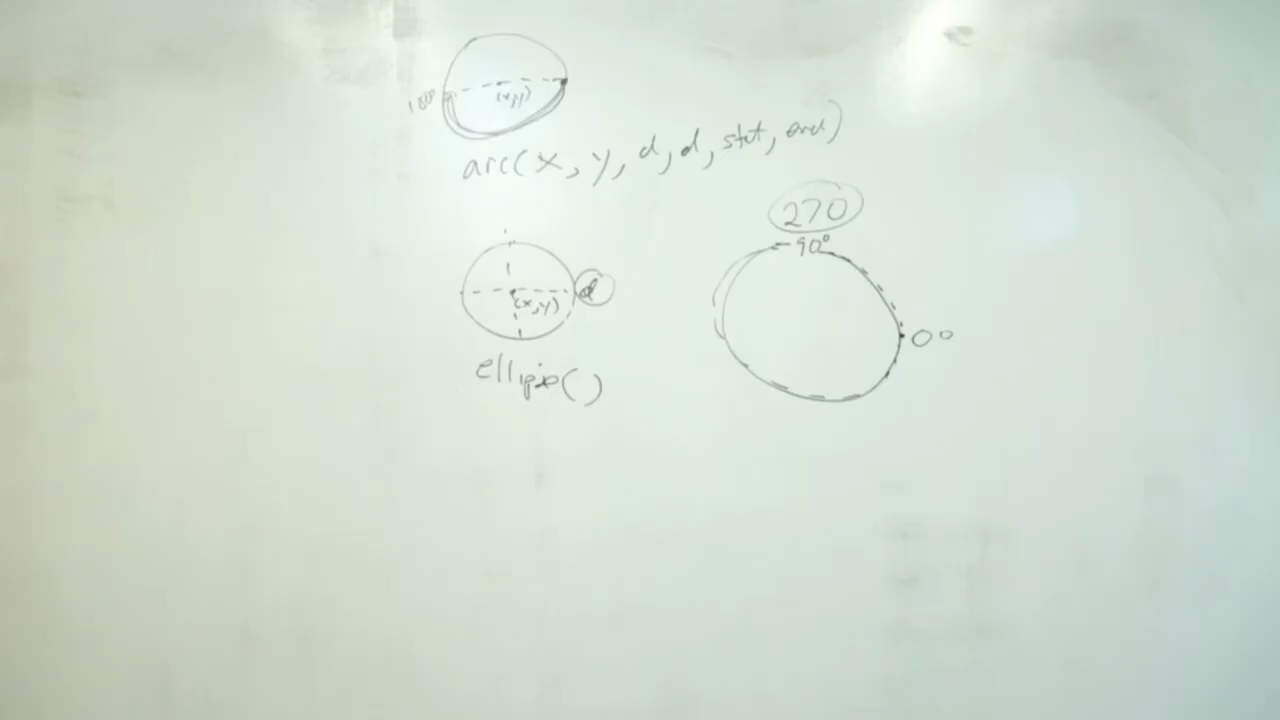 180°
(x,y)
arc(x, y, d, d, start, end)
270
-90°
(x,y)
d
0°
ellipse()